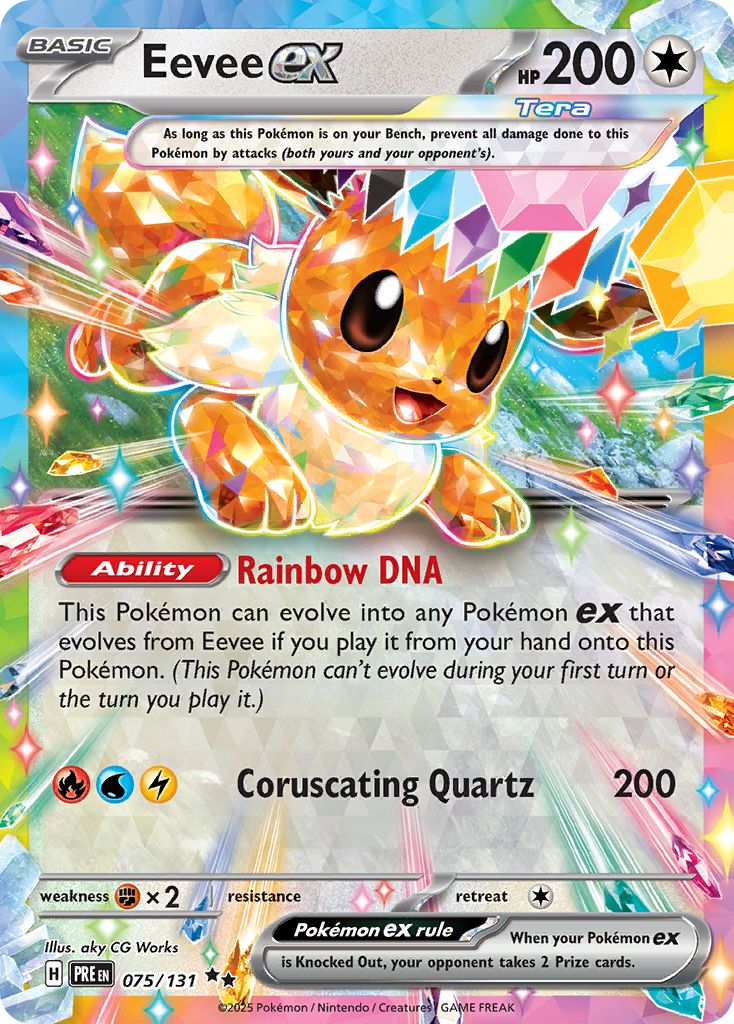 BASIC
Eevee ex
HP 200
Tera
As long as this Pokémon is on your Bench, prevent all damage done to this
Pokémon by attacks (both yours and your opponent's).
Ability Rainbow DNA
This Pokémon can evolve into any Pokémon ex that
evolves from Eevee if you play it from your hand onto this
Pokémon. (This Pokémon can't evolve during your first turn or
the turn you play it.)
Coruscating Quartz 200
weakness ×2 resistance retreat
Illus. aky CG Works
Pokémon ex rule When your Pokémon ex
is Knocked Out, your opponent takes 2 Prize cards.
H PRE EN 075/131
©2025 Pokémon / Nintendo / Creatures / GAME FREAK